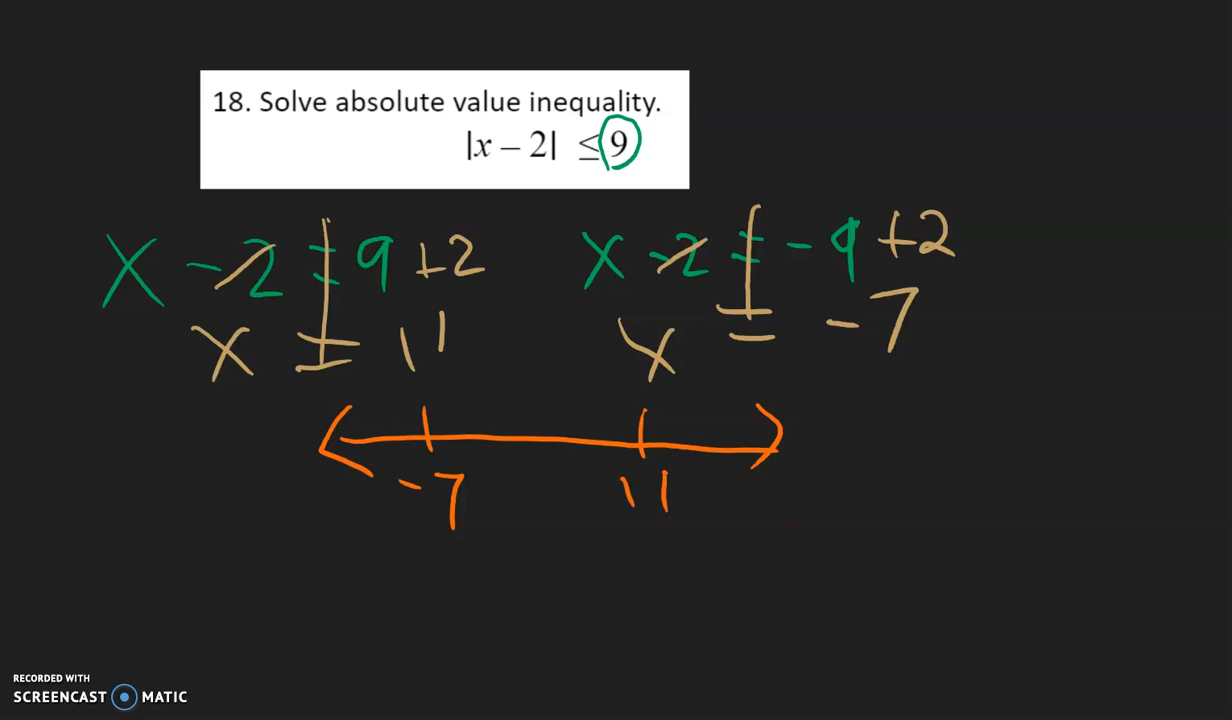 18. Solve absolute value inequality.
|x – 2| ≤ 9
x - 2 = 9 + 2
x - 2 = - 9 + 2
x = 11
x = - 7
- 7
11
RECORDED WITH
SCREENCAST MATIC